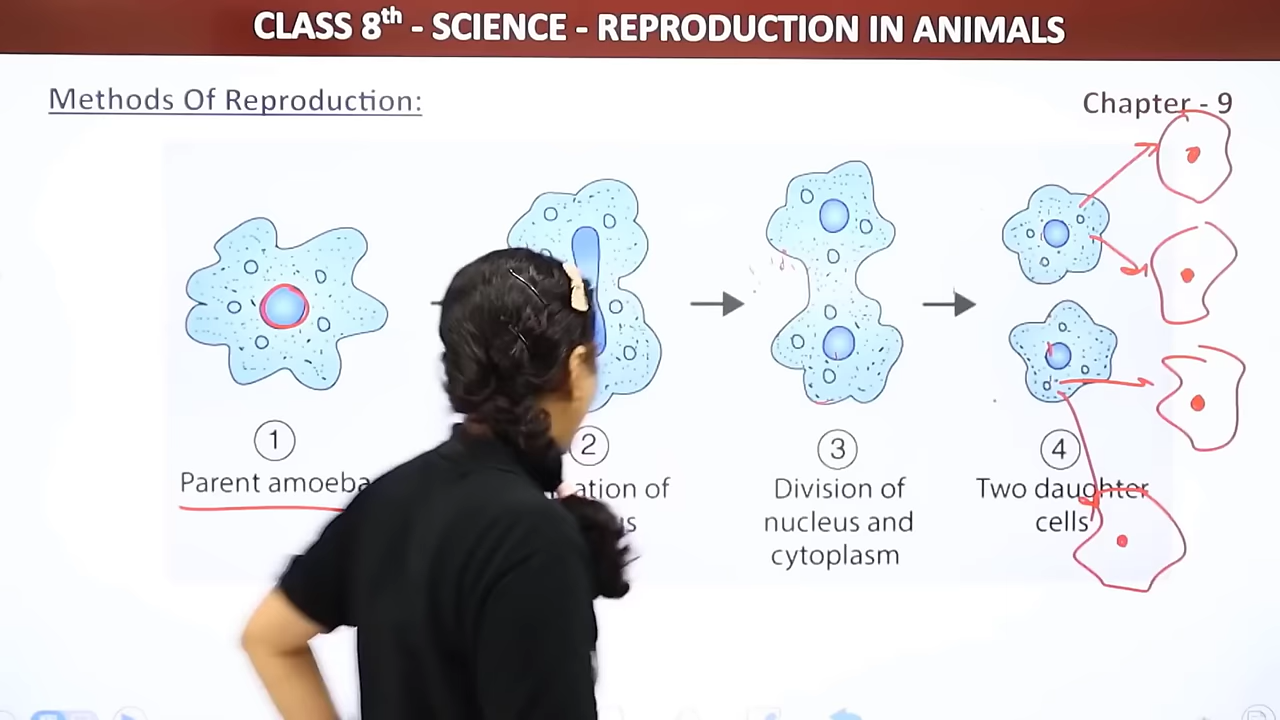 CLASS 8th - SCIENCE - REPRODUCTION IN ANIMALS
Methods Of Reproduction:
Chapter - 9
1
Parent amoeba
2
of
3
Division of
nucleus and
cytoplasm
4
Two daughter
cells